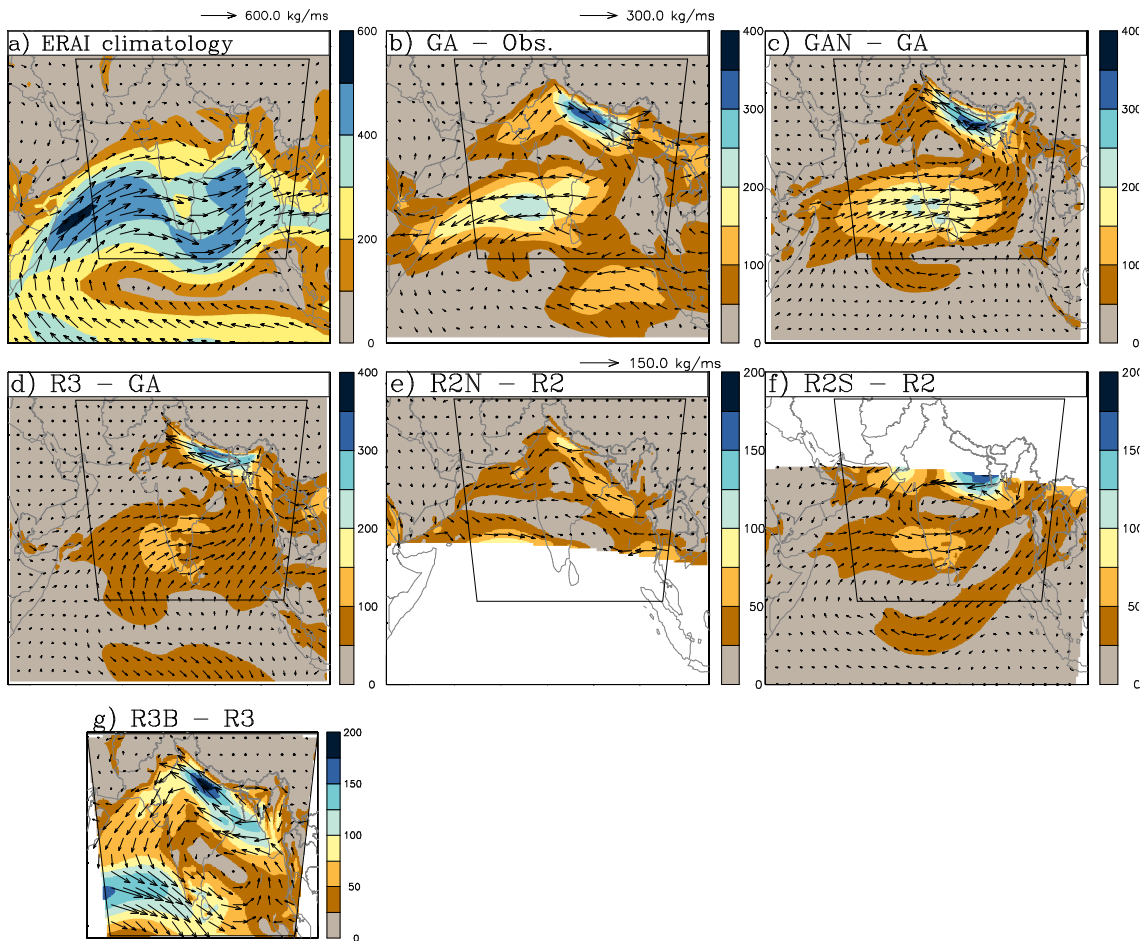 600.0 kg/ms 300.0 kg/ms
a) ERAI climatology b) GA – Obs. c) GAN – GA
600 400 400
400 300 300
200 200 200
100 100
0 0 0
150.0 kg/ms
d) R3 – GA e) R2N – R2 f) R2S – R2
400 200 200
300 150 150
200 100 100
100 50 50
0 0 0
g) R3B – R3
200
150
100
50
0